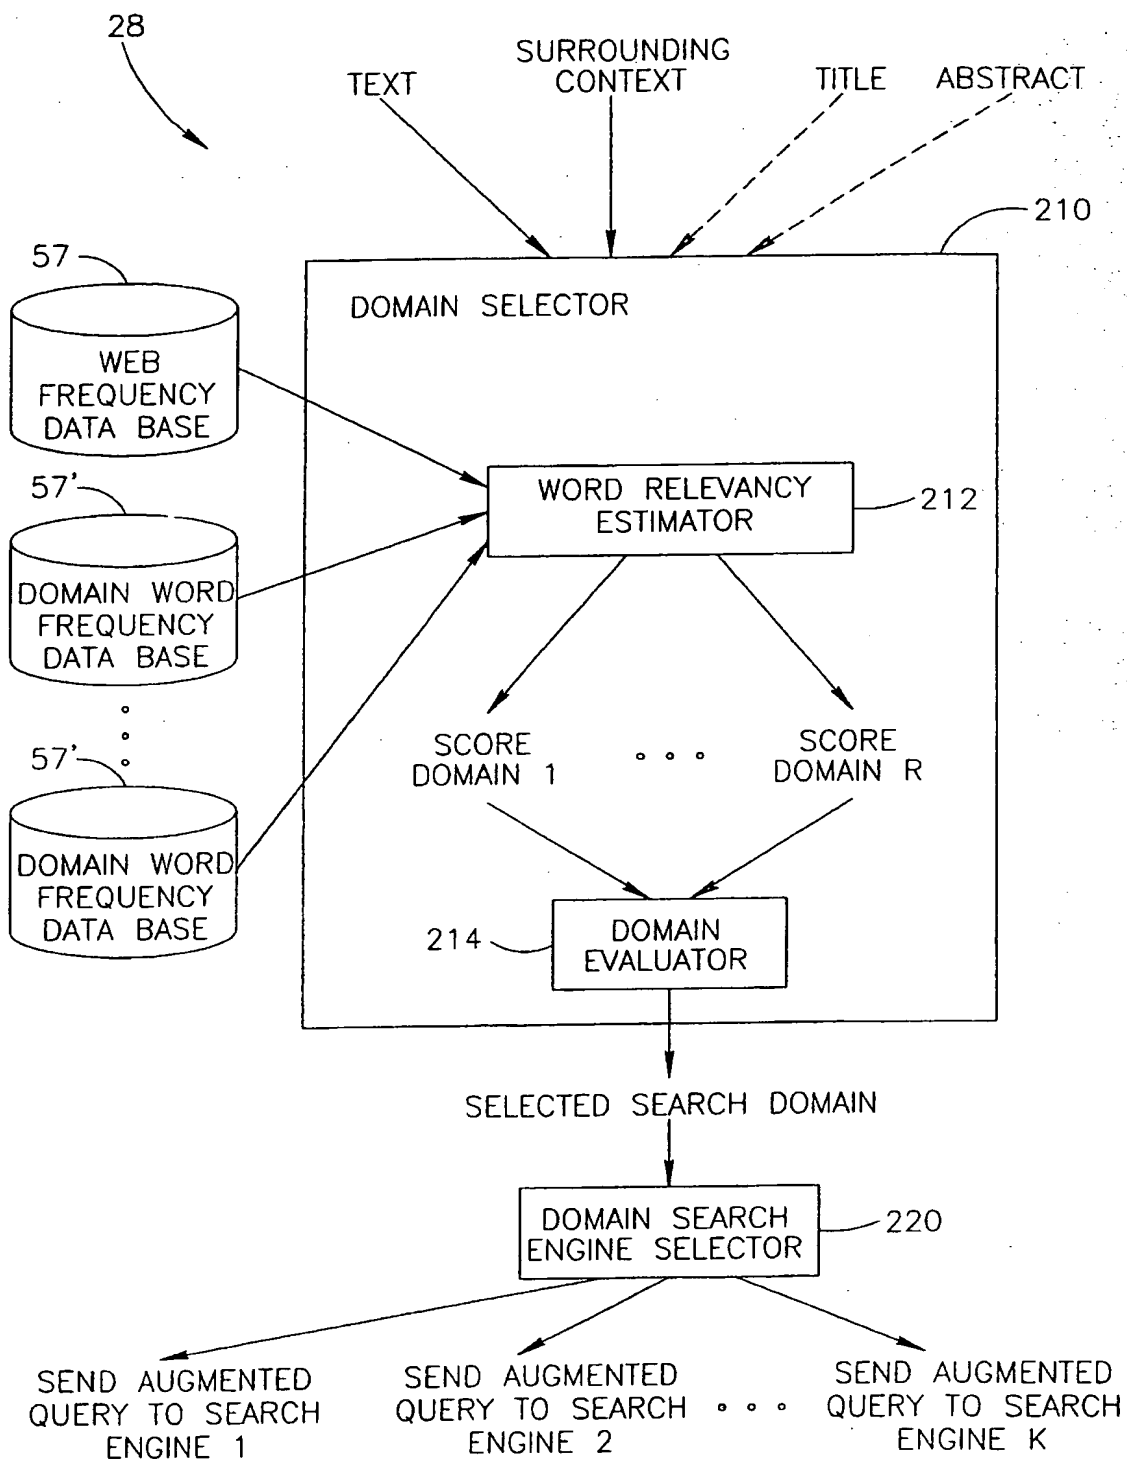 28
TEXT
SURROUNDING
CONTEXT
TITLE
ABSTRACT
210
57
DOMAIN SELECTOR
WEB
FREQUENCY
DATA BASE
57'
WORD RELEVANCY
ESTIMATOR
212
DOMAIN WORD
FREQUENCY
DATA BASE
57'
SCORE
DOMAIN 1
SCORE
DOMAIN R
DOMAIN WORD
FREQUENCY
DATA BASE
214
DOMAIN
EVALUATOR
SELECTED SEARCH DOMAIN
DOMAIN SEARCH
ENGINE SELECTOR
220
SEND AUGMENTED
QUERY TO SEARCH
ENGINE 1
SEND AUGMENTED
QUERY TO SEARCH
ENGINE 2
SEND AUGMENTED
QUERY TO SEARCH
ENGINE K